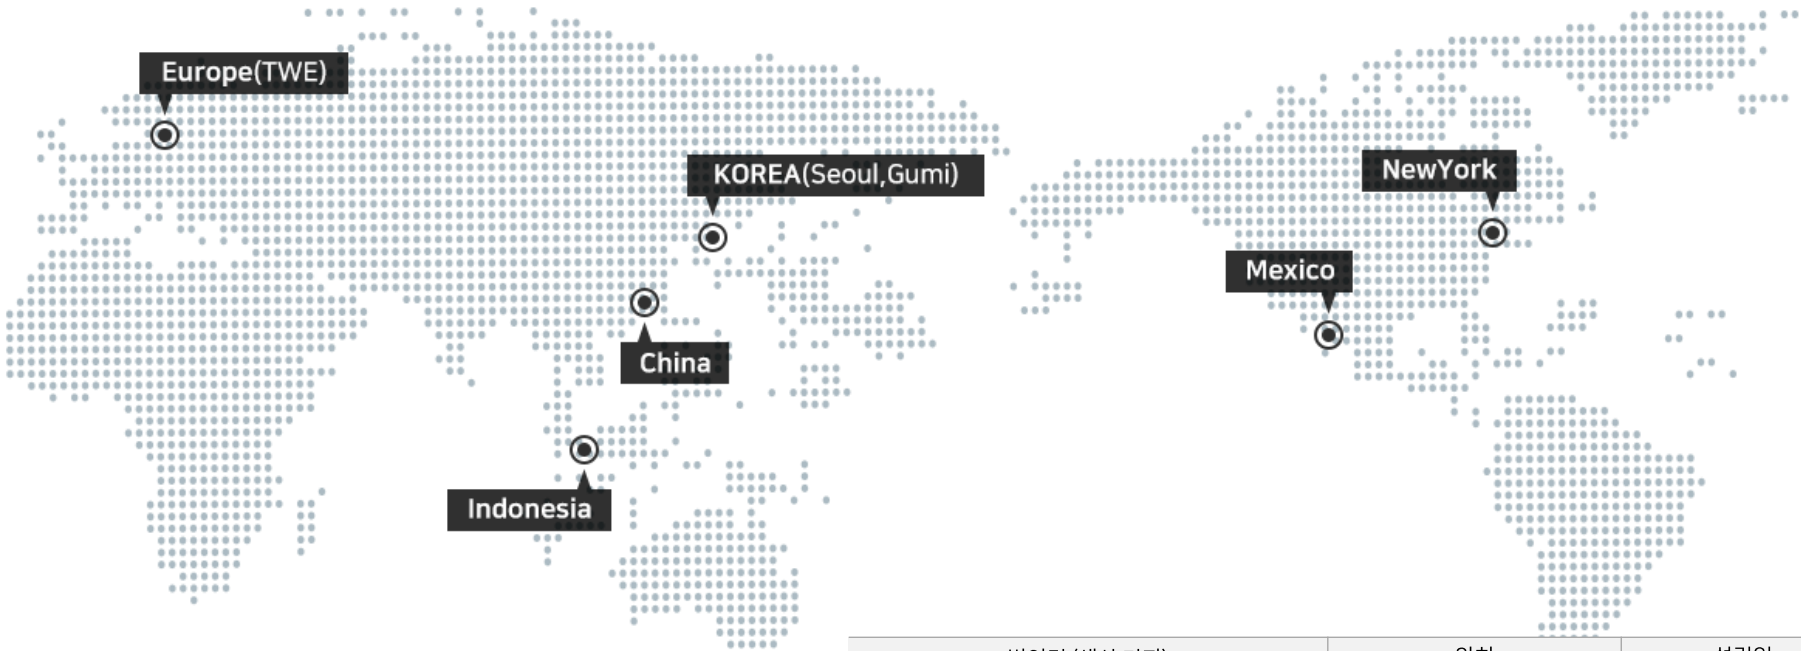 Europe(TWE)
KOREA(Seoul,Gumi)
NewYork
Mexico
China
Indonesia